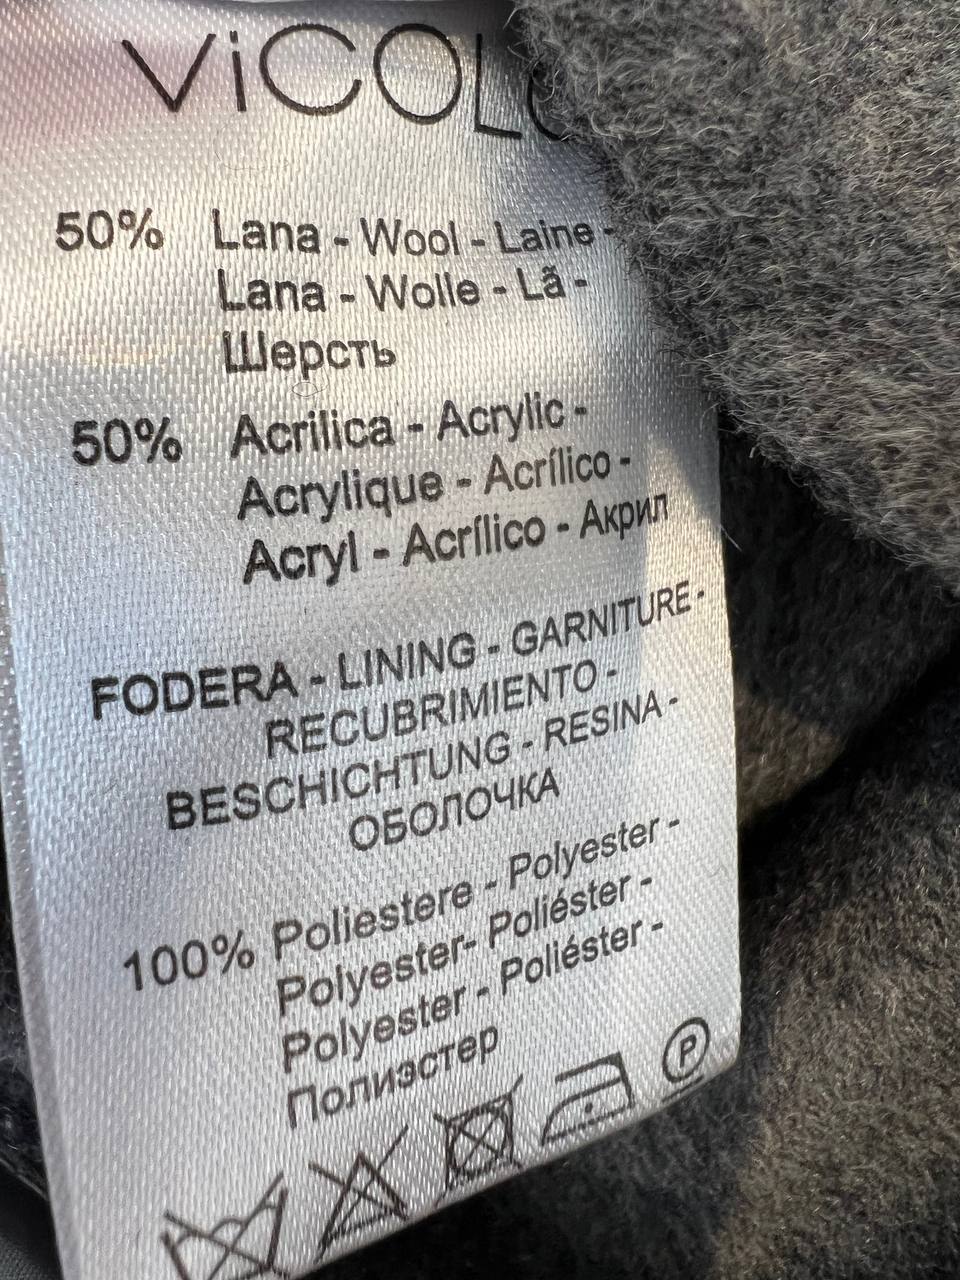 ViCOLO
50% Lana - Wool - Laine -
Lana - Wolle - Lã -
Шерсть
50% Acrilica - Acrylic -
Acrylique - Acrílico -
Acryl - Acrílico - Акрил
FODERA - LINING - GARNITURE -
RECUBRIMIENTO -
BESCHICHTUNG - RESINA -
ОБОЛОЧКА
100% Poliestere - Polyester -
Polyester- Poliéster -
Polyester - Poliéster -
Полиэстер
P